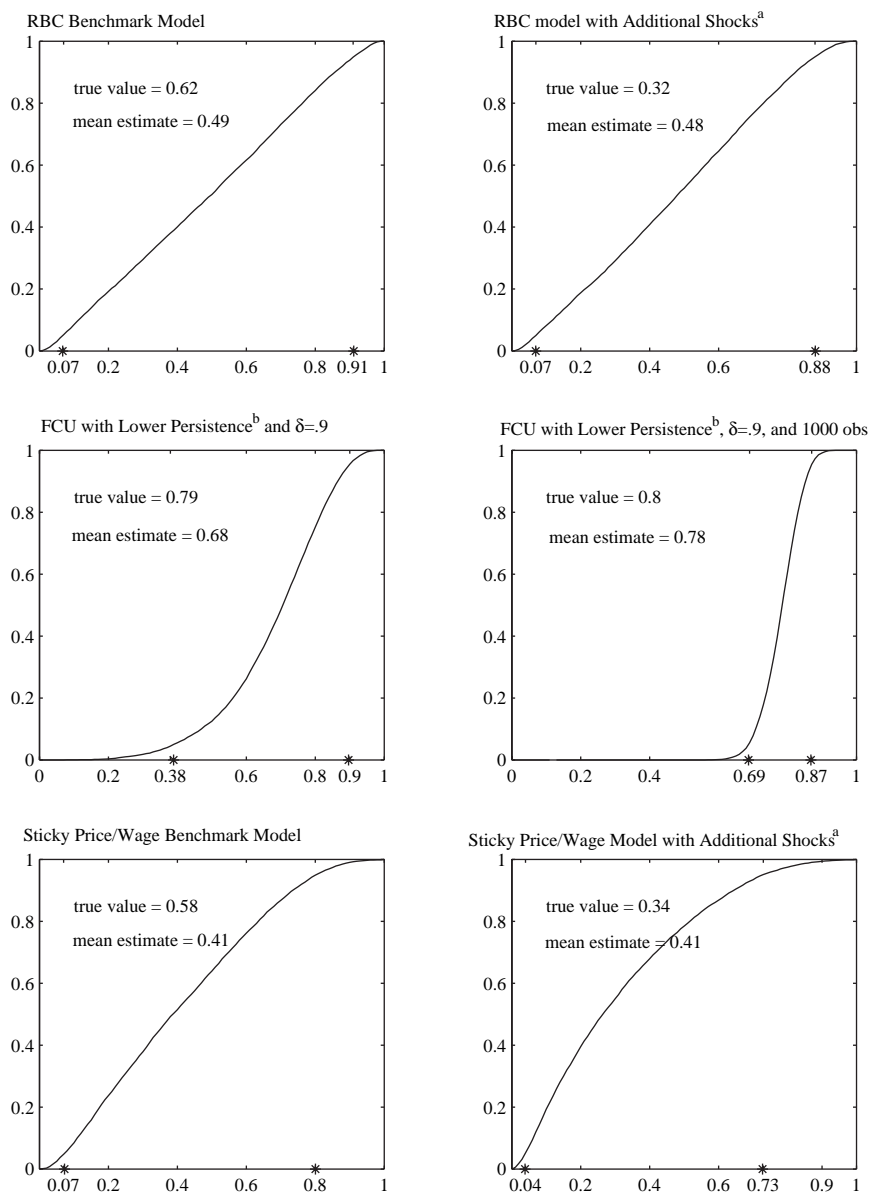 RBC Benchmark Model
true value = 0.62
mean estimate = 0.49
1
0.8
0.6
0.4
0.2
0
0.07 0.2 0.4 0.6 0.8 0.91 1
RBC model with Additional Shocksa
true value = 0.32
mean estimate = 0.48
1
0.8
0.6
0.4
0.2
0
0.07 0.2 0.4 0.6 0.88 1
FCU with Lower Persistenceb and δ=.9
true value = 0.79
mean estimate = 0.68
1
0.8
0.6
0.4
0.2
0
0 0.2 0.38 0.6 0.8 0.9 1
FCU with Lower Persistenceb, δ=.9, and 1000 obs
true value = 0.8
mean estimate = 0.78
1
0.8
0.6
0.4
0.2
0
0 0.2 0.4 0.69 0.87 1
Sticky Price/Wage Benchmark Model
true value = 0.58
mean estimate = 0.41
1
0.8
0.6
0.4
0.2
0
0.07 0.2 0.4 0.6 0.8 1
Sticky Price/Wage Model with Additional Shocksa
true value = 0.34
mean estimate = 0.41
1
0.8
0.6
0.4
0.2
0
0.04 0.2 0.4 0.6 0.73 0.9 1